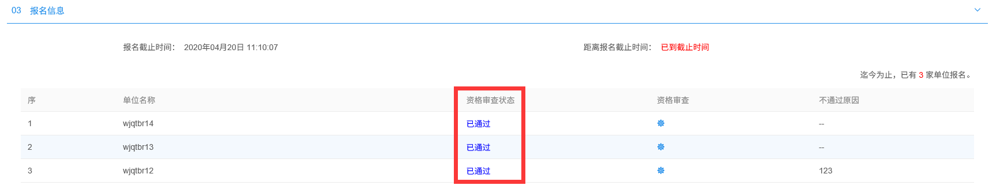 03 报名信息
报名截止时间： 2020年04月20日 11:10:07 距离报名截止时间： 已到截止时间
迄今为止，已有 3 家单位报名。
序 单位名称 资格审查状态 资格审查 不通过原因
1 wjqtbr14 已通过 --
2 wjqtbr13 已通过 --
3 wjqtbr12 已通过 123